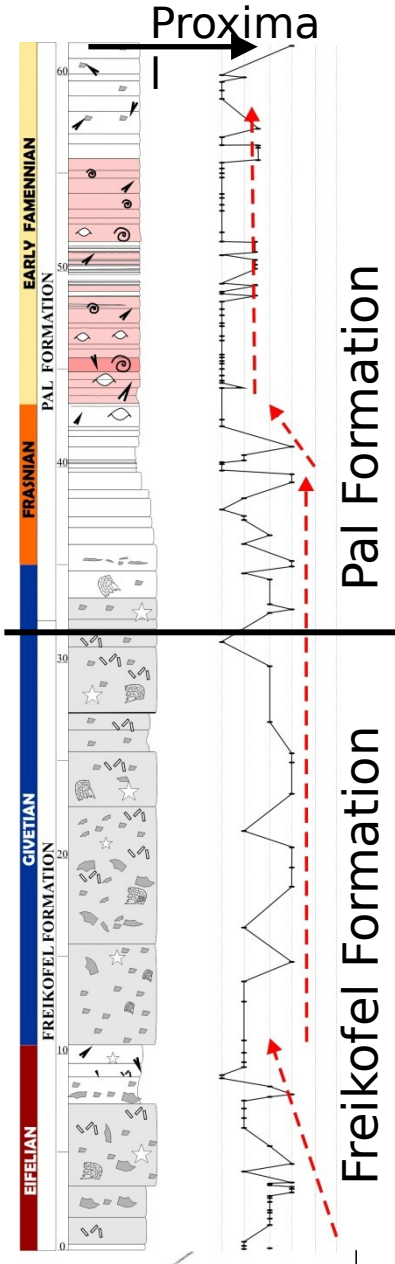 Proxima
l
60
EARLY FAMENNIAN
PAL FORMATION
50
Pal Formation
40
FRASNIAN
30
GIVETIAN
FREIKOFEL FORMATION
20
Freikofel Formation
10
EIFELIAN
0